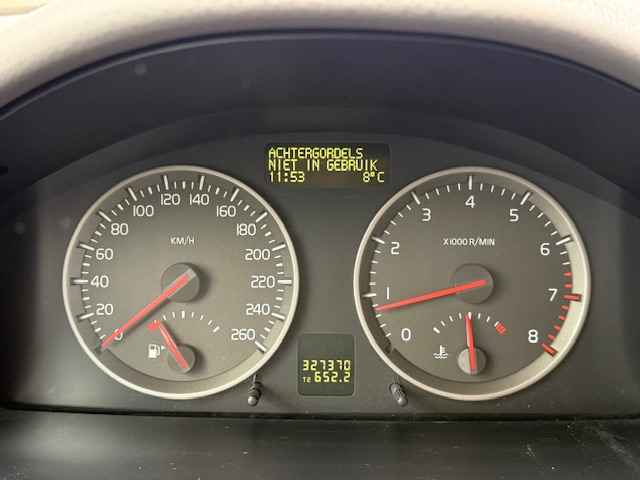 ACHTERGORDELS
NIET IN GEBRUIK
11:53 8°C
0 20 40 60 80 100 120 140 160 180 200 220 240 260
KM/H
0 1 2 3 4 5 6 7 8
X1000 R/MIN
327370
T2 652.2